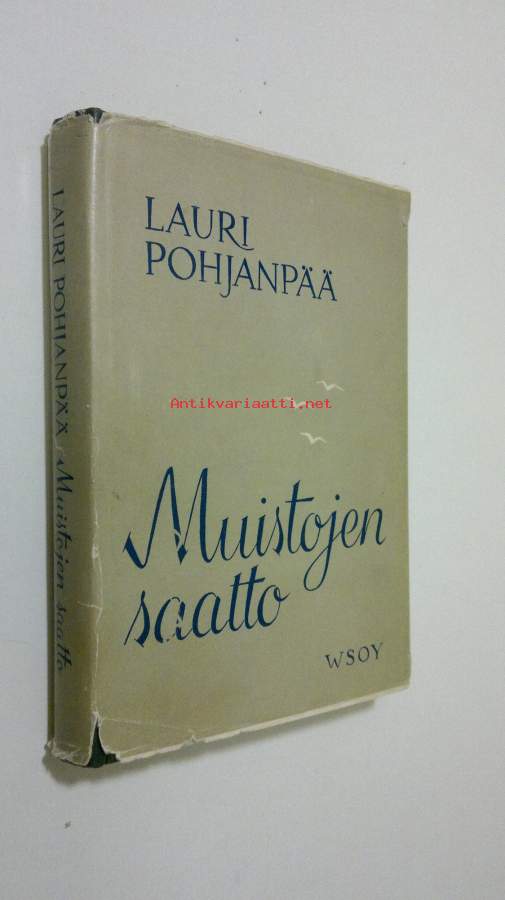 LAURI
POHJANPÄÄ
Antikvariaatti.net
Muistojen
saatto
WSOY
LAURI POHJANPÄÄ Muistojen saatto